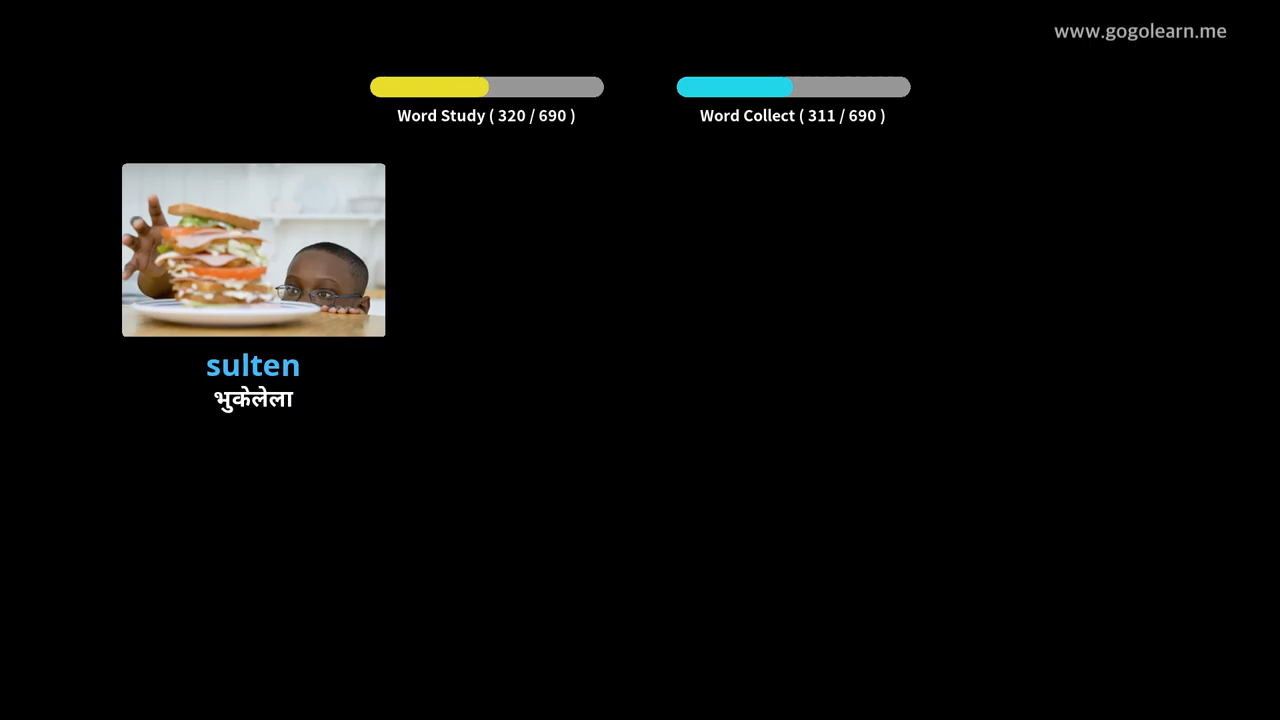 www.gogolearn.me
Word Study ( 320 / 690 )
Word Collect ( 311 / 690 )
sulten
भुकेलेला